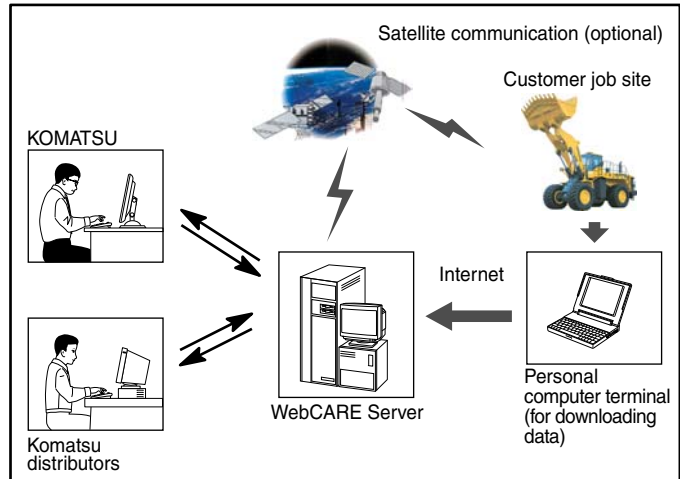 Satellite communication (optional)
Customer job site
KOMATSU
Internet
WebCARE Server
Personal
computer terminal
(for downloading
data)
Komatsu
distributors